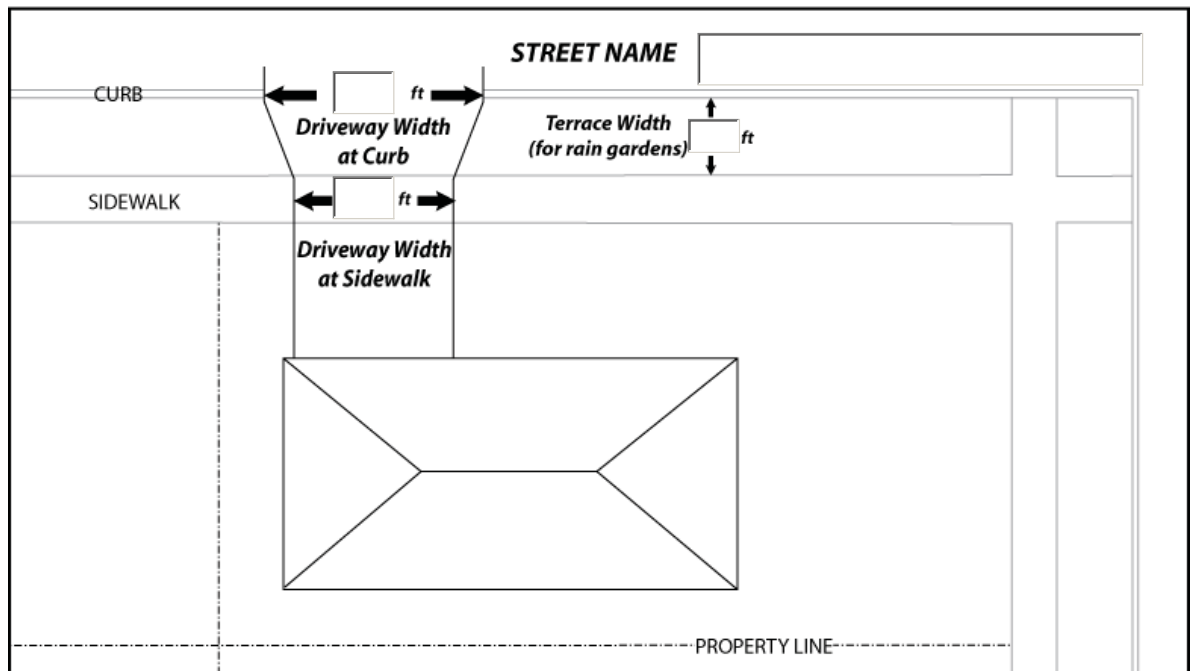 STREET NAME
CURB
ft
Driveway Width
at Curb
Terrace Width
(for rain gardens)
ft
SIDEWALK
ft
Driveway Width
at Sidewalk
PROPERTY LINE